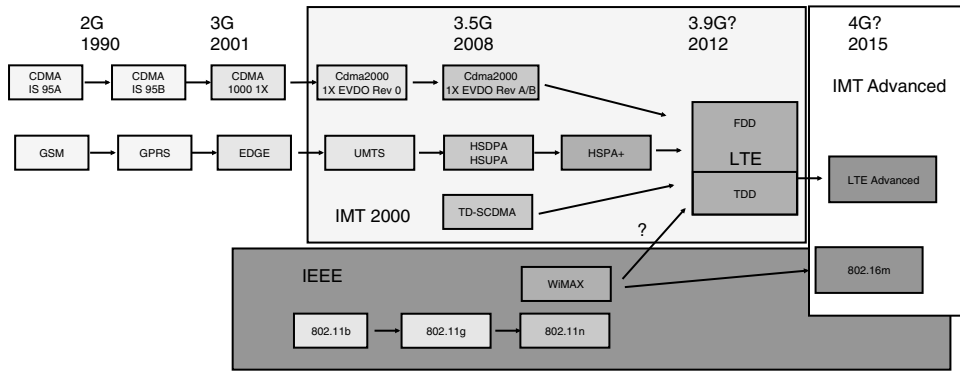 2G
1990
3G
2001
3.5G
2008
3.9G?
2012
4G?
2015
IMT Advanced
CDMA
IS 95A
CDMA
IS 95B
CDMA
1000 1X
Cdma2000
1X EVDO Rev 0
Cdma2000
1X EVDO Rev A/B
FDD
LTE
TDD
GSM
GPRS
EDGE
UMTS
HSDPA
HSUPA
HSPA+
LTE Advanced
IMT 2000
TD-SCDMA
?
IEEE
WiMAX
802.16m
802.11b
802.11g
802.11n